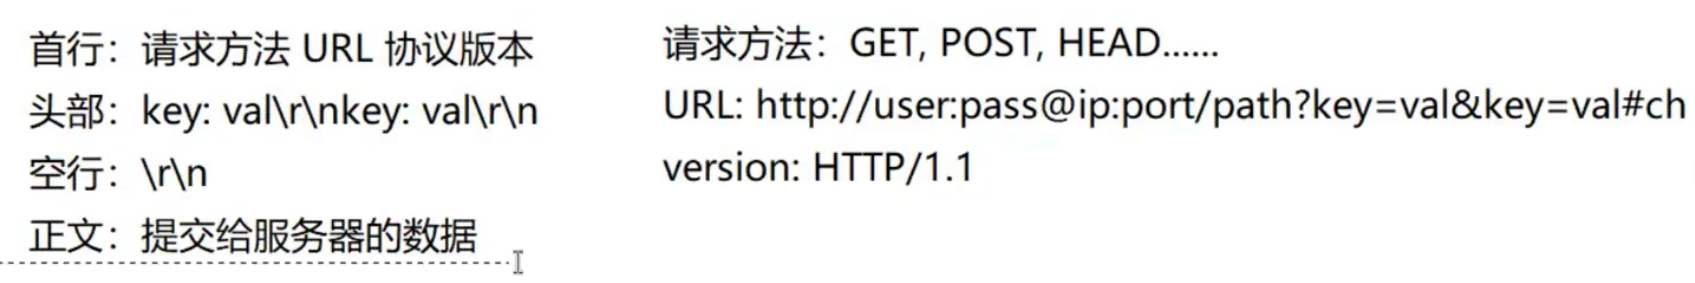 首行：请求方法 URL 协议版本
头部：key: val\r\nkey: val\r\n
空行：\r\n
正文：提交给服务器的数据
请求方法：GET, POST, HEAD......
URL: http://user:pass@ip:port/path?key=val&key=val#ch
version: HTTP/1.1